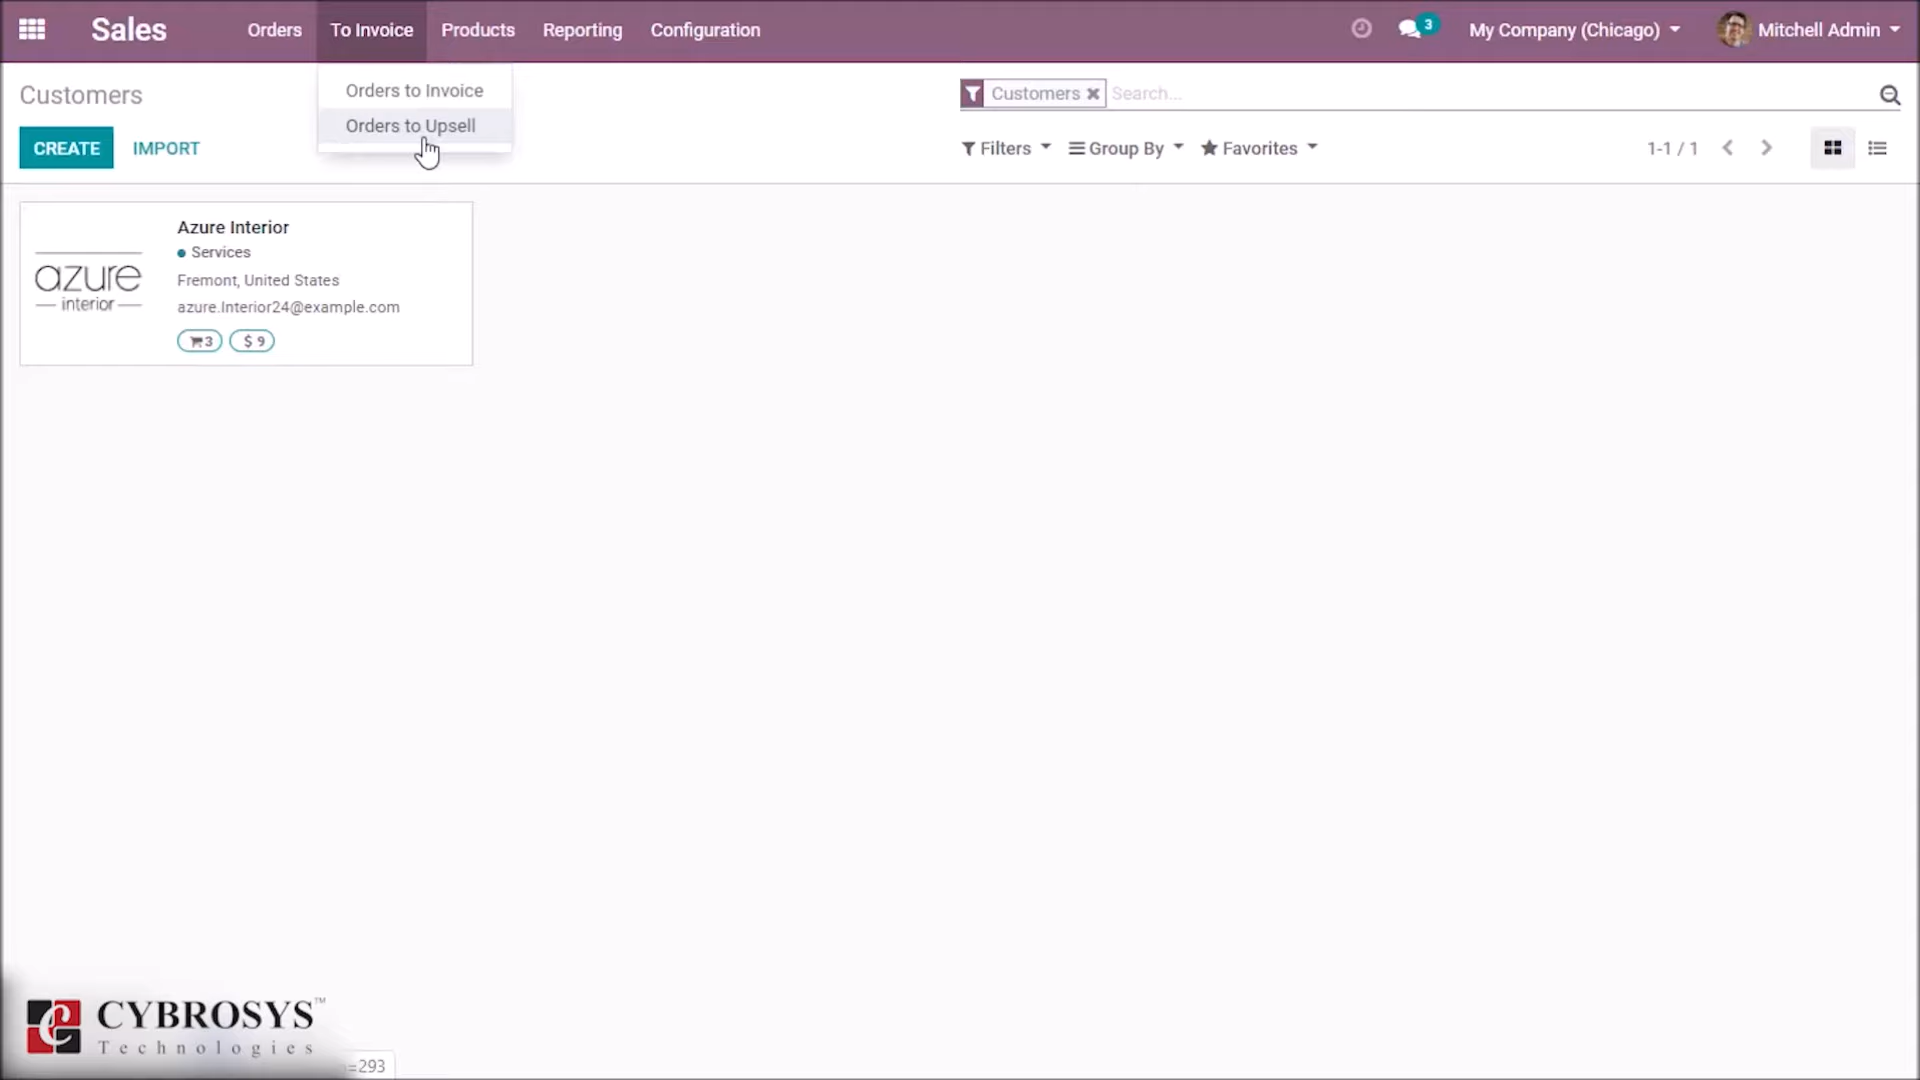 Sales
Orders
To Invoice
Products
Reporting
Configuration
3
My Company (Chicago)
Mitchell Admin
Customers
Orders to Invoice
Orders to Upsell
Customers
Search...
CREATE
IMPORT
Filters
Group By
Favorites
1-1 / 1
azure
interior
Azure Interior
Services
Fremont, United States
azure.Interior24@example.com
3
$ 9
CYBROSYS™
Technologies
=293